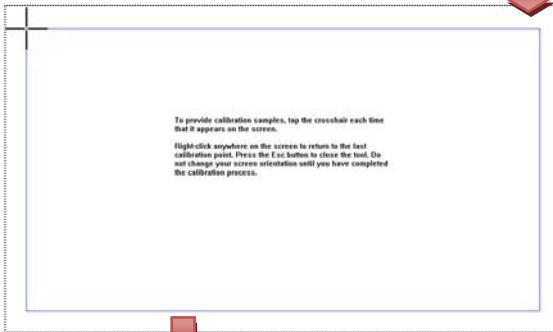 To provide calibration samples, tap the crosshair each time
that it appears on the screen.
Right-click anywhere on the screen to return to the last
calibration point. Press the Esc button to close the tool. Do
not change your screen orientation until you have completed
the calibration process.